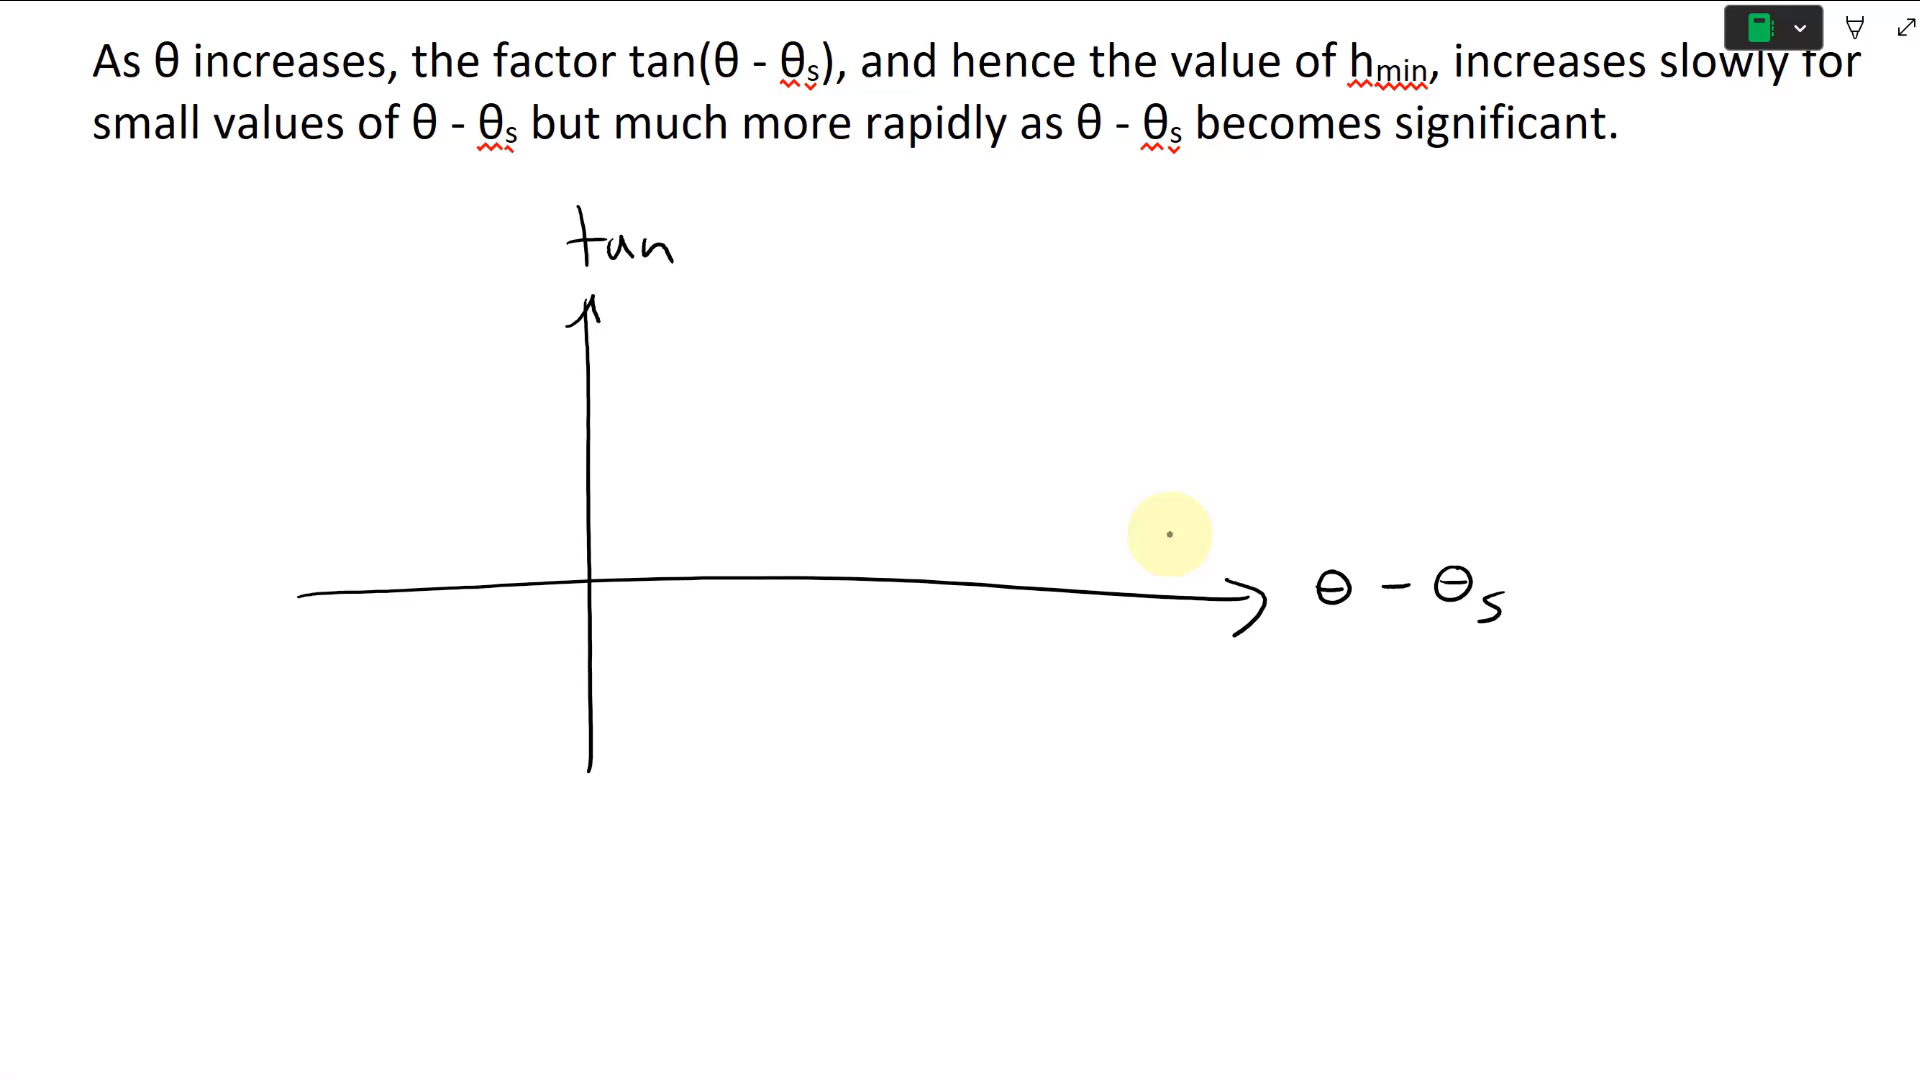 As θ increases, the factor tan(θ - θₛ), and hence the value of hₘᵢₙ, increases slowly for
small values of θ - θₛ but much more rapidly as θ - θₛ becomes significant.
tan
θ - θₛ